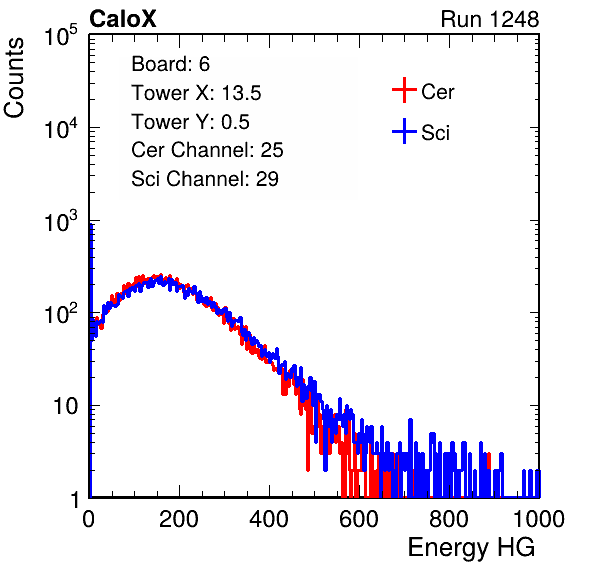 CaloX Run 1248
Board: 6
Tower X: 13.5
Tower Y: 0.5
Cer Channel: 25
Sci Channel: 29
Cer
Sci
Counts
10^5
10^4
10^3
10^2
10
1
0 200 400 600 800 1000
Energy HG